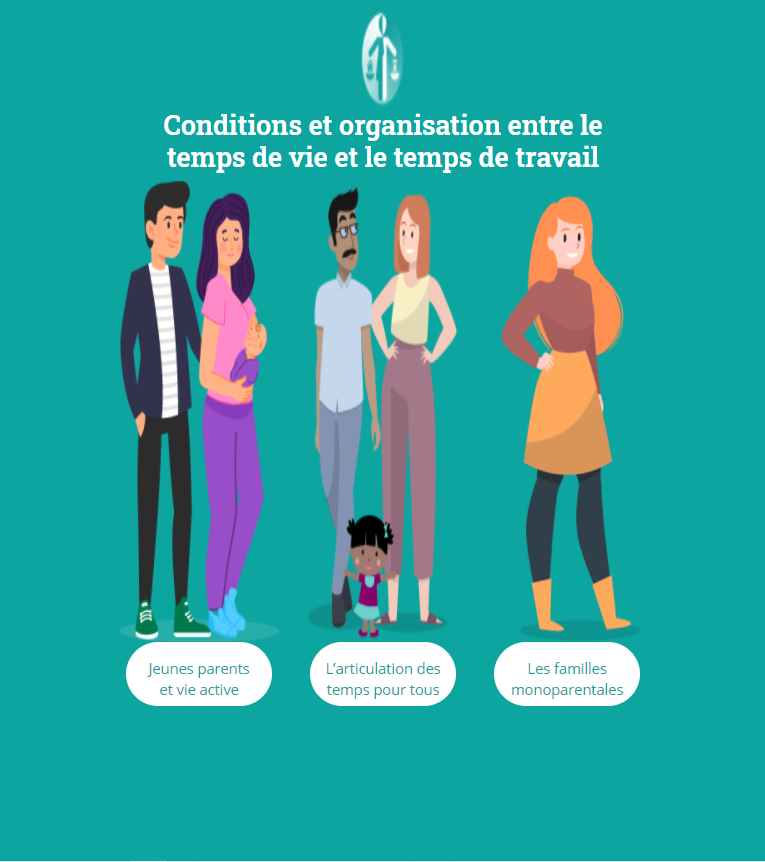 Conditions et organisation entre le
temps de vie et le temps de travail
Jeunes parents
et vie active
L'articulation des
temps pour tous
Les familles
monoparentales